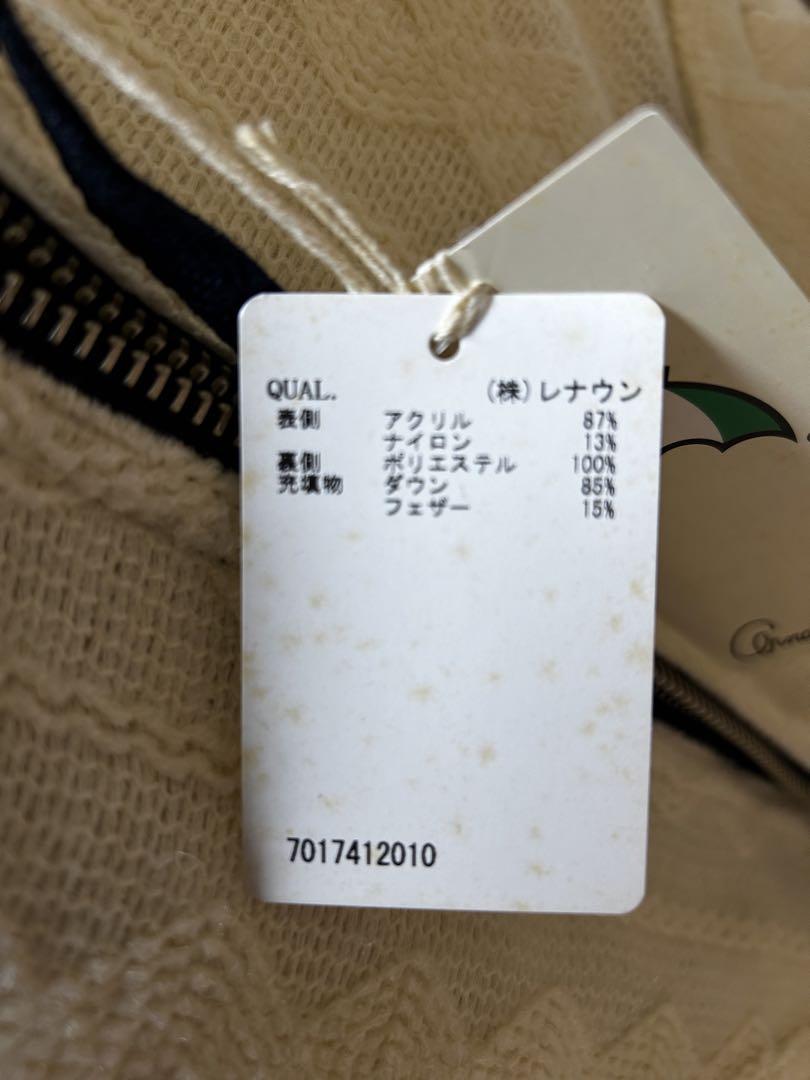 QUAL. (株)レナウン
表側 アクリル 87%
ナイロン 13%
裏側 ポリエステル 100%
充填物 ダウン 85%
フェザー 15%
7017412010